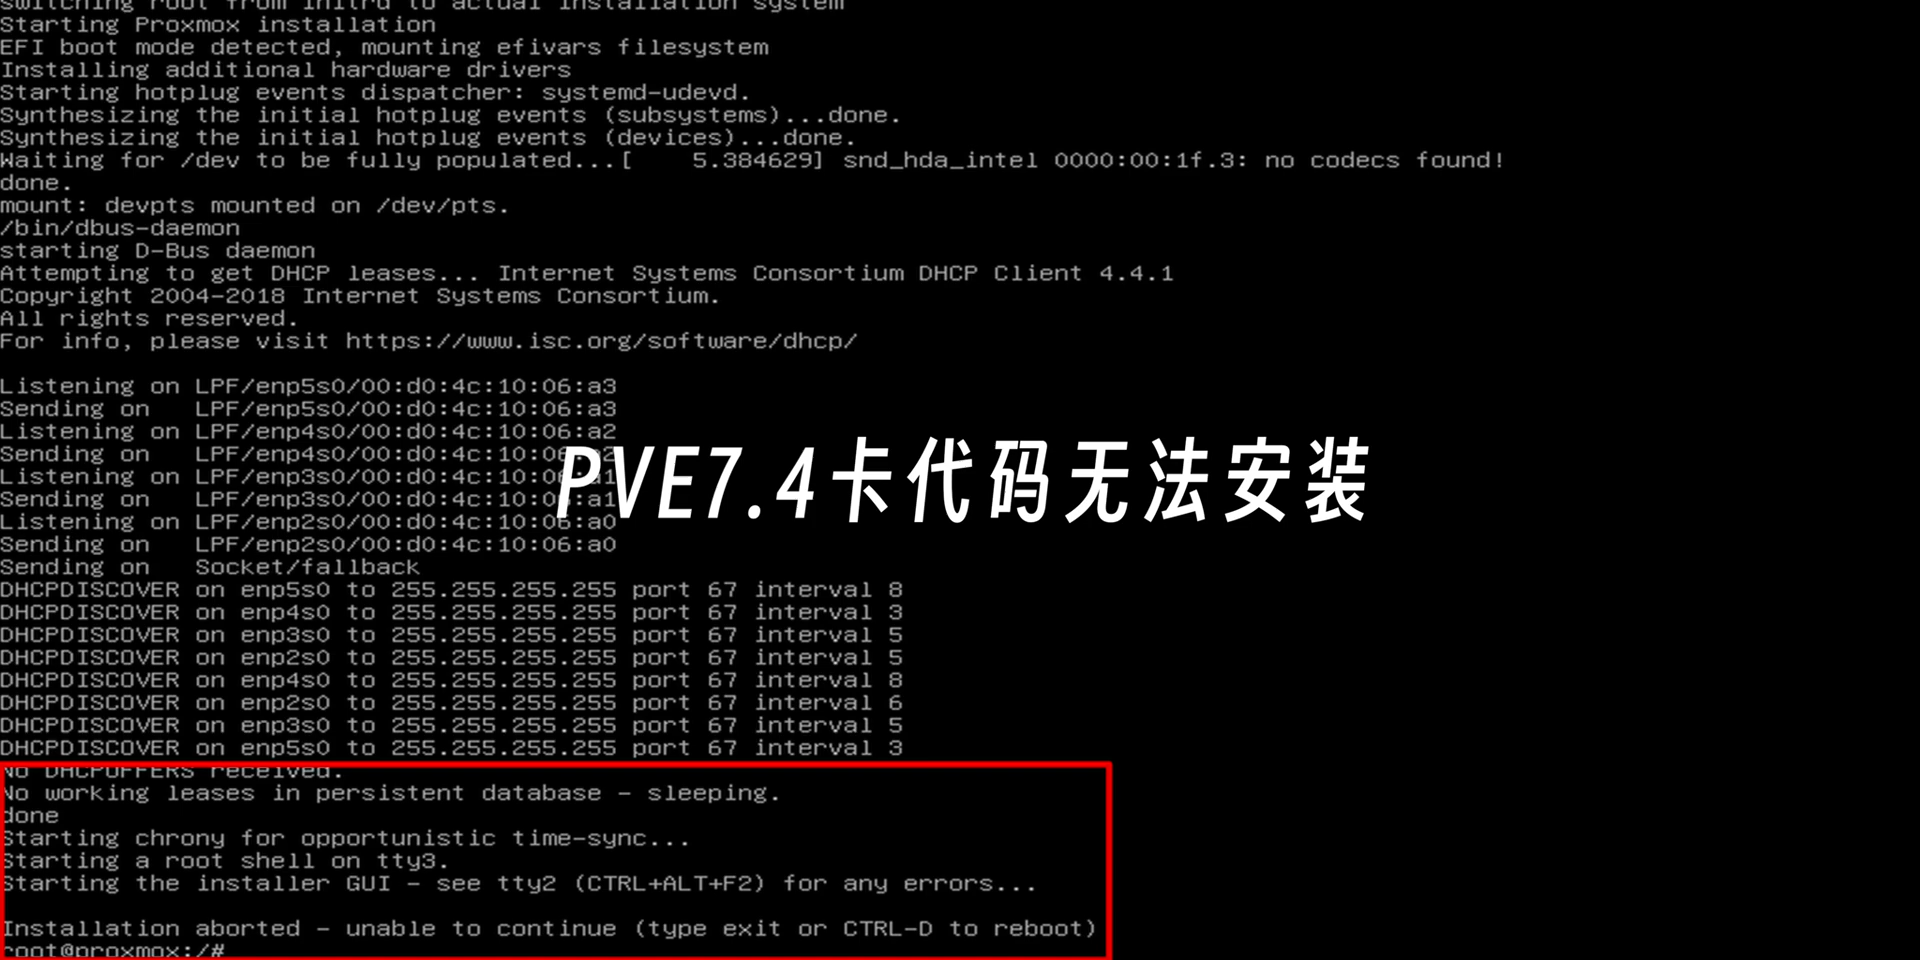 switching root from initrd to actual installation system
Starting Proxmox installation
EFI boot mode detected, mounting efivars filesystem
Installing additional hardware drivers
Starting hotplug events dispatcher: systemd-udevd.
Synthesizing the initial hotplug events (subsystems)...done.
Synthesizing the initial hotplug events (devices)...done.
Waiting for /dev to be fully populated...[    5.384629] snd_hda_intel 0000:00:1f.3: no codecs found!
done.
mount: devpts mounted on /dev/pts.
/bin/dbus-daemon
starting D-Bus daemon
Attempting to get DHCP leases... Internet Systems Consortium DHCP Client 4.4.1
Copyright 2004-2018 Internet Systems Consortium.
All rights reserved.
For info, please visit https://www.isc.org/software/dhcp/
Listening on LPF/enp5s0/00:d0:4c:10:06:a3
Sending on   LPF/enp5s0/00:d0:4c:10:06:a3
Listening on LPF/enp4s0/00:d0:4c:10:06:a2
Sending on   LPF/enp4s0/00:d0:4c:10:06:a2
Listening on LPF/enp3s0/00:d0:4c:10:06:a1
PVE7.4卡代码无法安装
Sending on   LPF/enp3s0/00:d0:4c:10:06:a1
Listening on LPF/enp2s0/00:d0:4c:10:06:a0
Sending on   LPF/enp2s0/00:d0:4c:10:06:a0
Sending on   Socket/fallback
DHCPDISCOVER on enp5s0 to 255.255.255.255 port 67 interval 8
DHCPDISCOVER on enp4s0 to 255.255.255.255 port 67 interval 3
DHCPDISCOVER on enp3s0 to 255.255.255.255 port 67 interval 5
DHCPDISCOVER on enp2s0 to 255.255.255.255 port 67 interval 5
DHCPDISCOVER on enp4s0 to 255.255.255.255 port 67 interval 8
DHCPDISCOVER on enp2s0 to 255.255.255.255 port 67 interval 6
DHCPDISCOVER on enp3s0 to 255.255.255.255 port 67 interval 5
DHCPDISCOVER on enp5s0 to 255.255.255.255 port 67 interval 3
No DHCPOFFERS received.
No working leases in persistent database - sleeping.
done
Starting chrony for opportunistic time-sync...
Starting a root shell on tty3.
Starting the installer GUI - see tty2 (CTRL+ALT+F2) for any errors...
Installation aborted - unable to continue (type exit or CTRL-D to reboot)
root@proxmox:/#